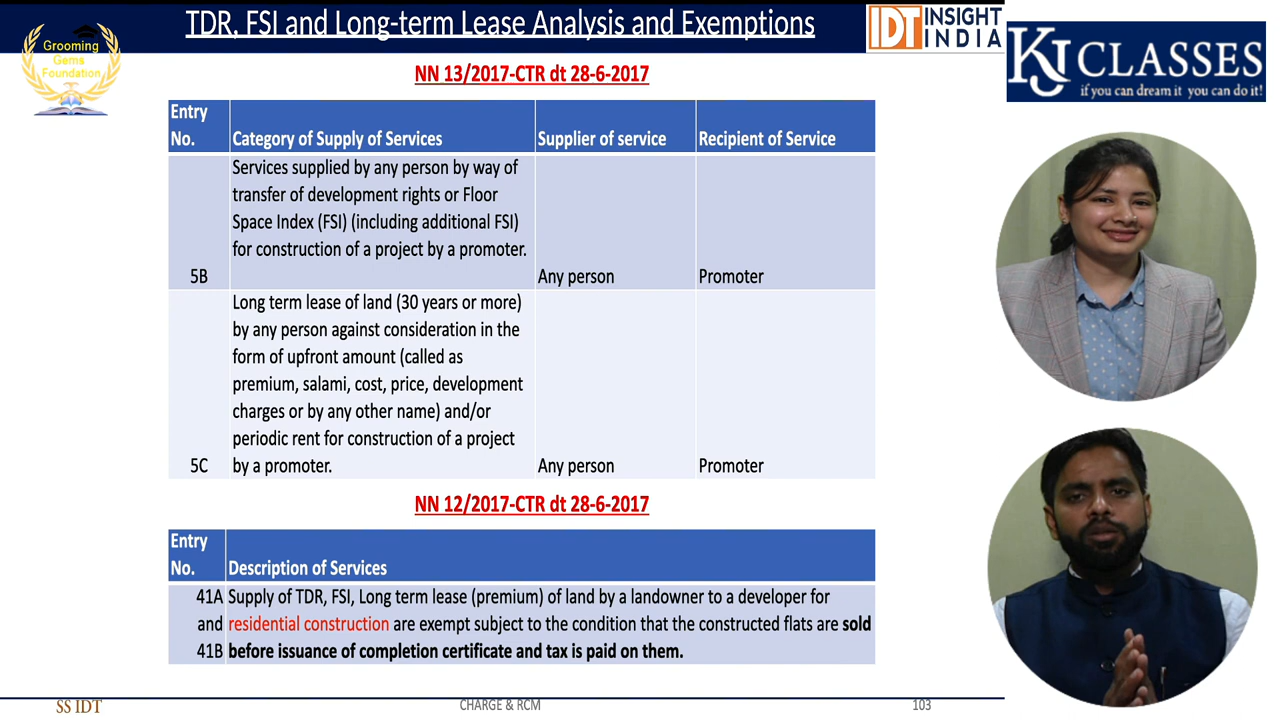 TDR, FSI and Long-term Lease Analysis and Exemptions
IDT INSIGHT INDIA
Grooming
Gems
Foundation
KJ CLASSES
if you can dream it you can do it!
NN 13/2017-CTR dt 28-6-2017
Entry
No. Category of Supply of Services Supplier of service Recipient of Service
Services supplied by any person by way of
transfer of development rights or Floor
Space Index (FSI) (including additional FSI)
for construction of a project by a promoter.
5B Any person Promoter
Long term lease of land (30 years or more)
by any person against consideration in the
form of upfront amount (called as
premium, salami, cost, price, development
charges or by any other name) and/or
periodic rent for construction of a project
5C by a promoter. Any person Promoter
NN 12/2017-CTR dt 28-6-2017
Entry
No. Description of Services
41A Supply of TDR, FSI, Long term lease (premium) of land by a landowner to a developer for
and residential construction are exempt subject to the condition that the constructed flats are sold
41B before issuance of completion certificate and tax is paid on them.
SS IDT CHARGE & RCM 103